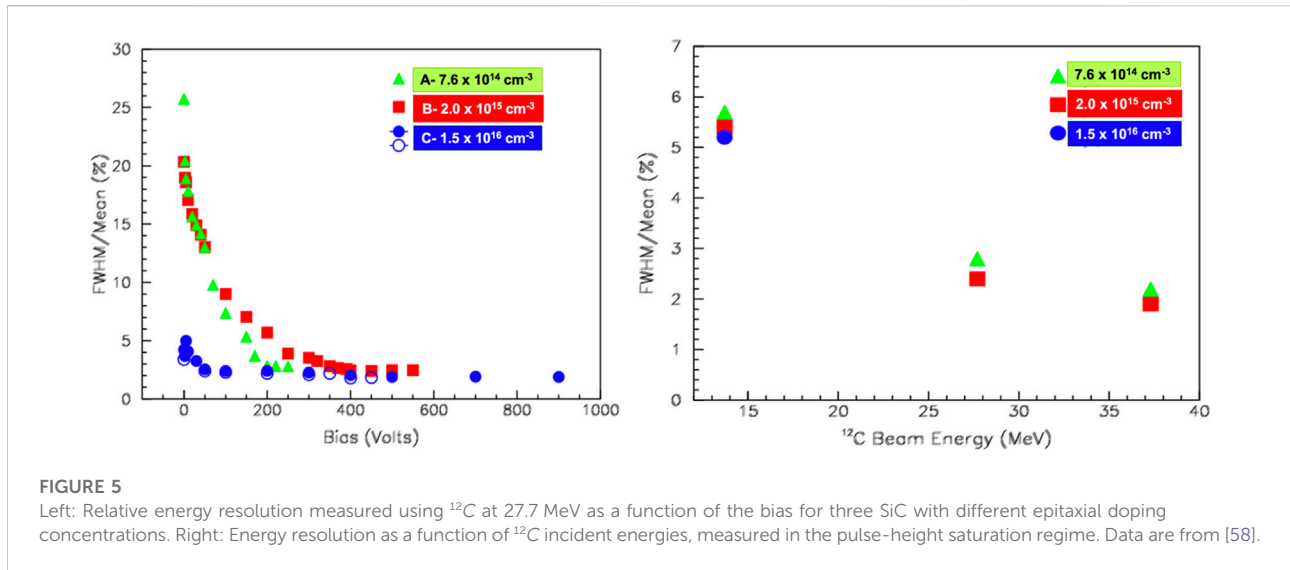 30
25
20
15
10
5
0
FWHM/Mean (%)
A- 7.6 x 10¹⁴ cm⁻³
B- 2.0 x 10¹⁵ cm⁻³
C- 1.5 x 10¹⁶ cm⁻³
0 200 400 600 800 1000
Bias (Volts)
7
6
5
4
3
2
1
0
FWHM/Mean (%)
7.6 x 10¹⁴ cm⁻³
2.0 x 10¹⁵ cm⁻³
1.5 x 10¹⁶ cm⁻³
15 20 25 30 35 40
¹²C Beam Energy (MeV)
FIGURE 5
Left: Relative energy resolution measured using ¹²C at 27.7 MeV as a function of the bias for three SiC with different epitaxial doping
concentrations. Right: Energy resolution as a function of ¹²C incident energies, measured in the pulse-height saturation regime. Data are from [58].